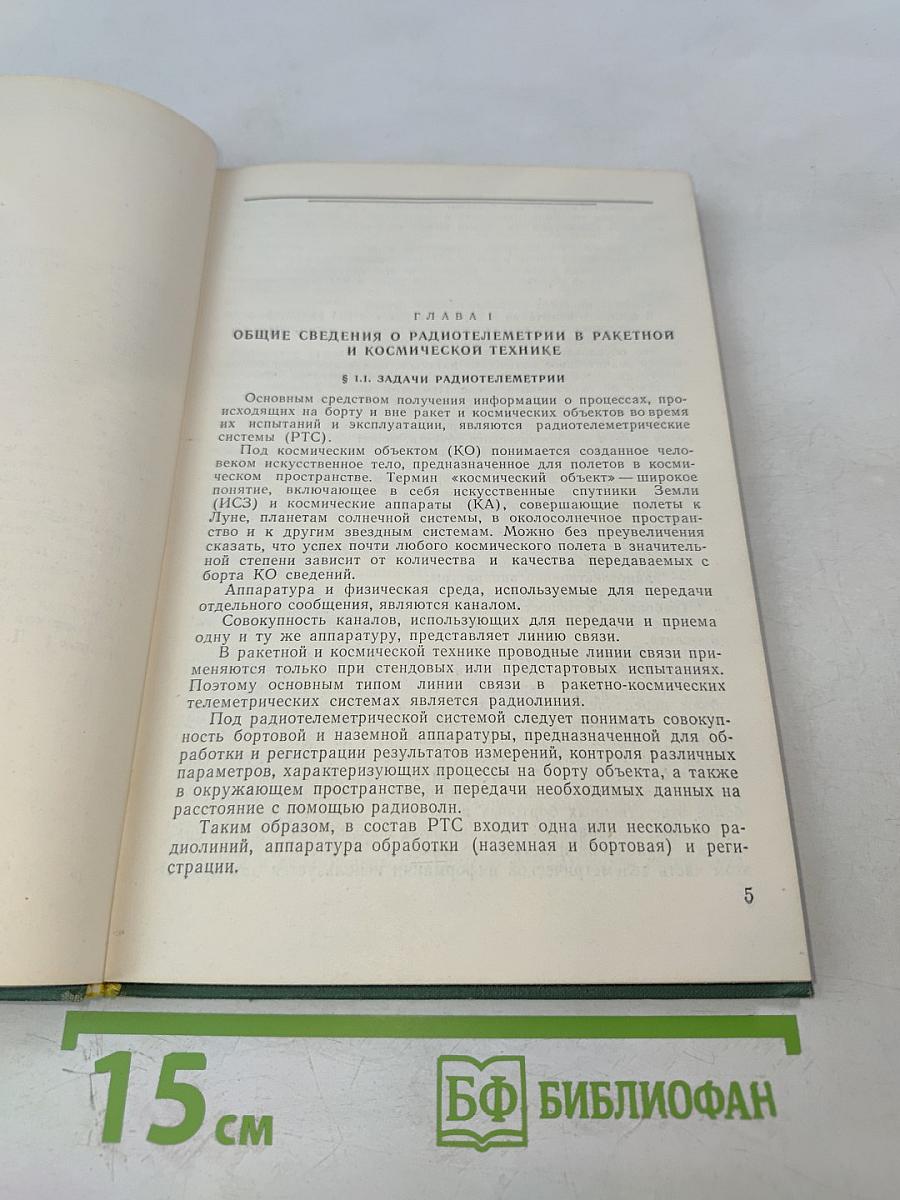 ГЛАВА I
ОБЩИЕ СВЕДЕНИЯ О РАДИОТЕЛЕМЕТРИИ В РАКЕТНОЙ
И КОСМИЧЕСКОЙ ТЕХНИКЕ
§ 1.1. ЗАДАЧИ РАДИОТЕЛЕМЕТРИИ
Основным средством получения информации о процессах, про-
исходящих на борту и вне ракет и космических объектов во время
их испытаний и эксплуатации, являются радиотелеметрические
системы (РТС).
Под космическим объектом (КО) понимается созданное чело-
веком искусственное тело, предназначенное для полетов в косми-
ческом пространстве. Термин «космический объект» — широкое
понятие, включающее в себя искусственные спутники Земли
(ИСЗ) и космические аппараты (КА), совершающие полеты к
Луне, планетам солнечной системы, в околосолнечное простран-
ство и к другим звездным системам. Можно без преувеличения
сказать, что успех почти любого космического полета в значитель-
ной степени зависит от количества и качества передаваемых с
борта КО сведений.
Аппаратура и физическая среда, используемые для передачи
отдельного сообщения, являются каналом.
Совокупность каналов, использующих для передачи и приема
одну и ту же аппаратуру, представляет линию связи.
В ракетной и космической технике проводные линии связи при-
меняются только при стендовых или предстартовых испытаниях.
Поэтому основным типом линии связи в ракетно-космических
телеметрических системах является радиолиния.
Под радиотелеметрической системой следует понимать совокуп-
ность бортовой и наземной аппаратуры, предназначенной для об-
работки и регистрации результатов измерений, контроля различных
параметров, характеризующих процессы на борту объекта, а также
в окружающем пространстве, и передачи необходимых данных на
расстояние с помощью радиоволн.
Таким образом, в состав РТС входит одна или несколько ра-
диолиний, аппаратура обработки (наземная и бортовая) и реги-
страции.
5
15 см
БФ БИБЛИОФАН